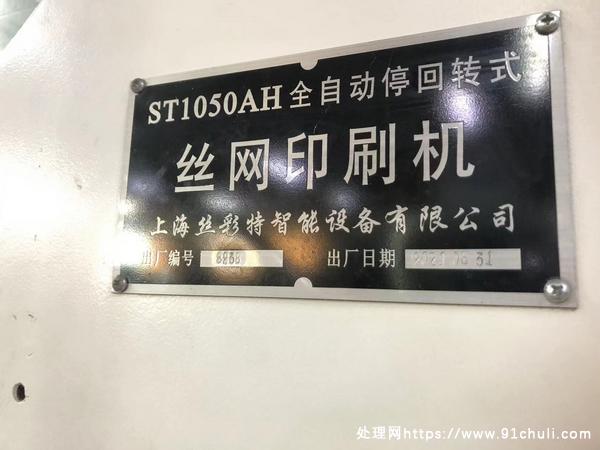 ST1050AH全自动停回转式
丝网印刷机
上海丝彩特智能设备有限公司
出厂编号 出厂日期
处理网https://www.91chuli.com